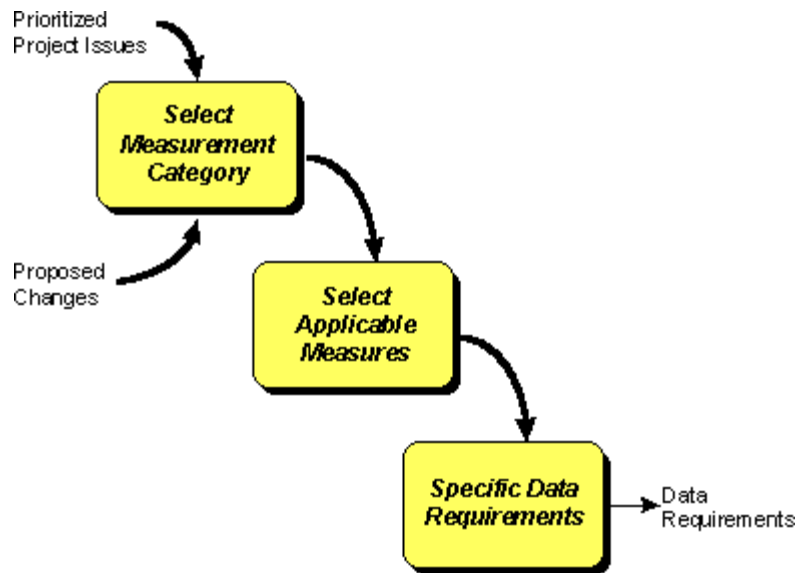 Prioritized
Project Issues
Select
Measurement
Category
Proposed
Changes
Select
Applicable
Measures
Specific Data
Requirements
Data
Requirements